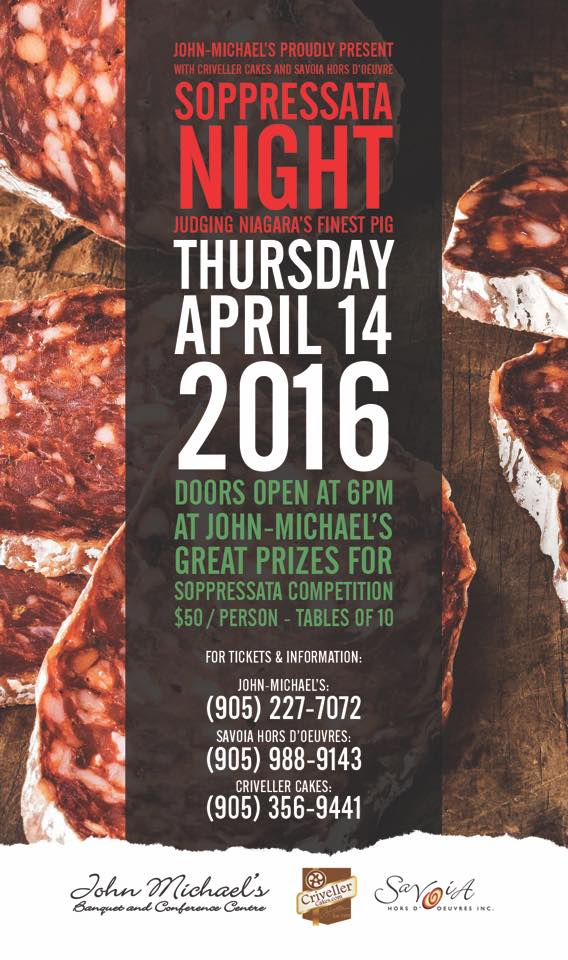 JOHN-MICHAEL'S PROUDLY PRESENT
WITH CRIVELLER CAKES AND SAVOIA HORS D'OEUVRE
SOPPRESSATA
NIGHT
JUDGING NIAGARA'S FINEST PIG
THURSDAY
APRIL 14
2016
DOORS OPEN AT 6PM
AT JOHN-MICHAEL'S
GREAT PRIZES FOR
SOPPRESSATA COMPETITION
$50 / PERSON - TABLES OF 10
FOR TICKETS & INFORMATION:
JOHN-MICHAEL'S:
(905) 227-7072
SAVOIA HORS D'OEUVRES:
(905) 988-9143
CRIVELLER CAKES:
(905) 356-9441
John Michael's
Banquet and Conference Centre
Criveller
Cakes.com
SaVoiA
HORS D'OEUVRES INC.